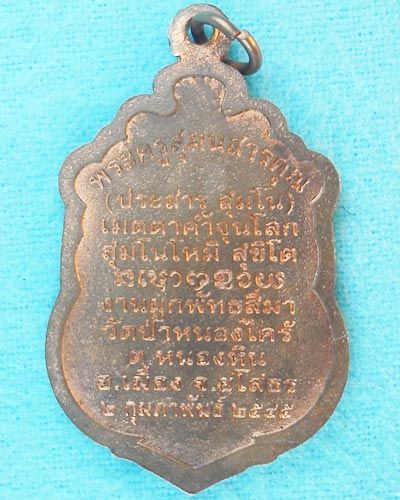 พระครูสุมนสารคุณ
(ประสาร สุมโน)
เมตตาค้ำจุนโลก
สุมโนโหมิ สุขิโต
งานผูกพัทธสีมา
วัดป่าหนองไคร้
ต.หนองหิน
อ.เมือง จ.ยโสธร
๒ กุมภาพันธ์ ๒๕๔๕